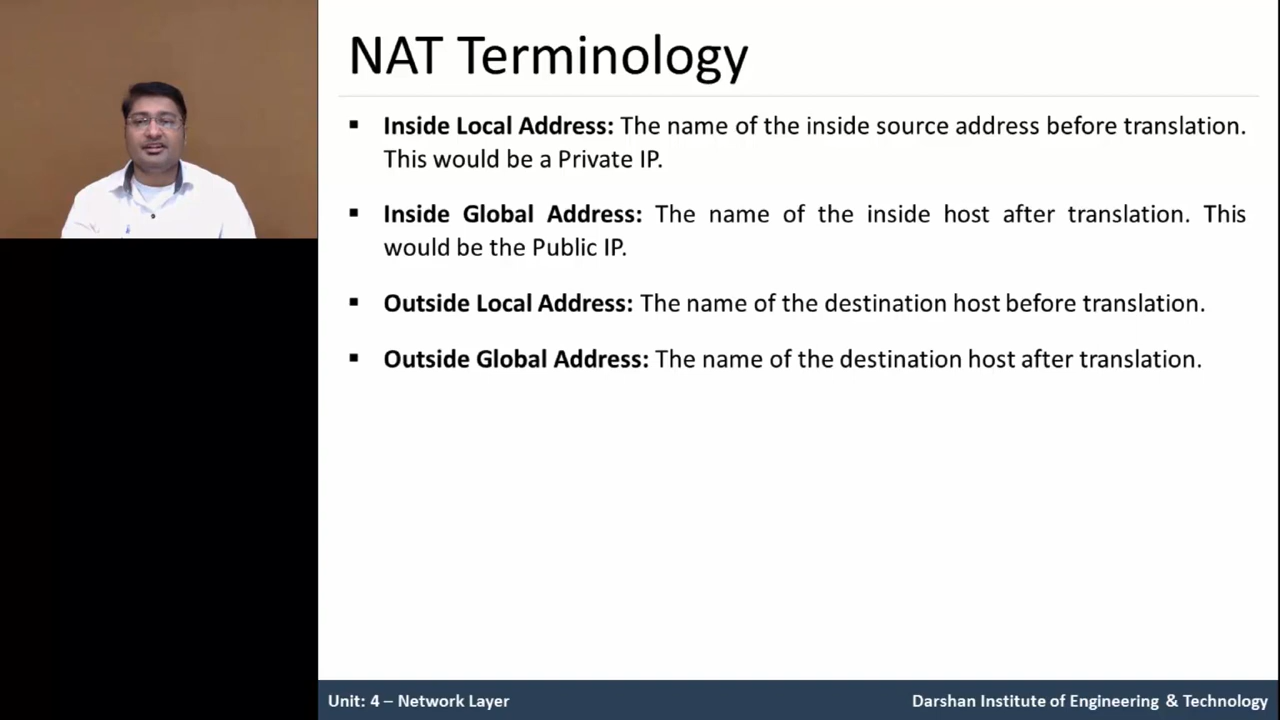 NAT Terminology
▪ Inside Local Address: The name of the inside source address before translation.
This would be a Private IP.
▪ Inside Global Address: The name of the inside host after translation. This
would be the Public IP.
▪ Outside Local Address: The name of the destination host before translation.
▪ Outside Global Address: The name of the destination host after translation.
Unit: 4 – Network Layer
Darshan Institute of Engineering & Technology